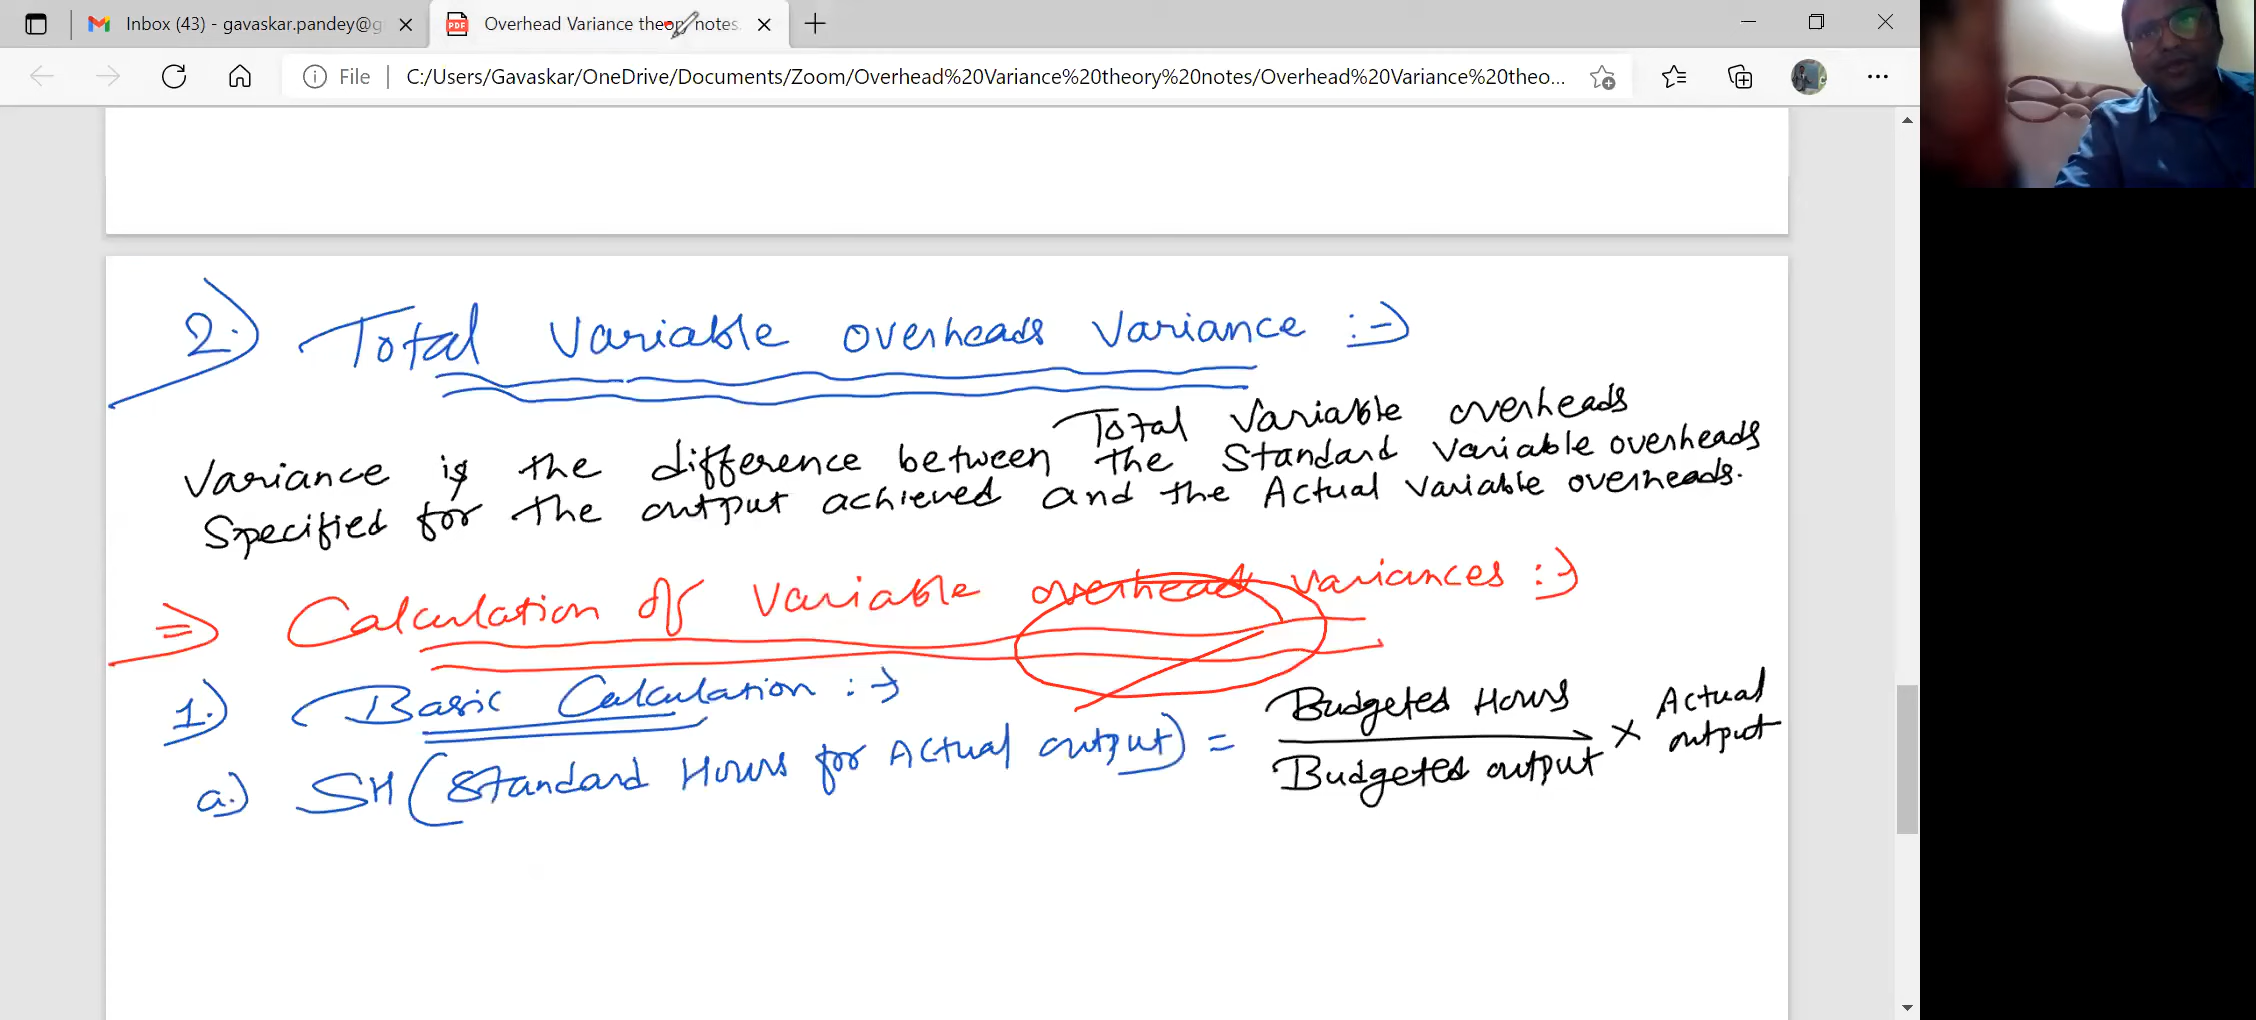 Inbox (43) - gavaskar.pandey@g
Overhead Variance theory notes
File
C:/Users/Gavaskar/OneDrive/Documents/Zoom/Overhead%20Variance%20theory%20notes/Overhead%20Variance%20theo...
2.) Total Variable overheads Variance :-)
Total Variable overheads
Variance is the difference between the Standard Variable overheads
Specified for the output achieved and the Actual Variable overheads.
⇒ Calculation of Variable overhead variances :→
1.) Basic Calculation :→
a.) SH (Standard Hours for Actual output) = Budgeted Hours / Budgeted output × Actual output